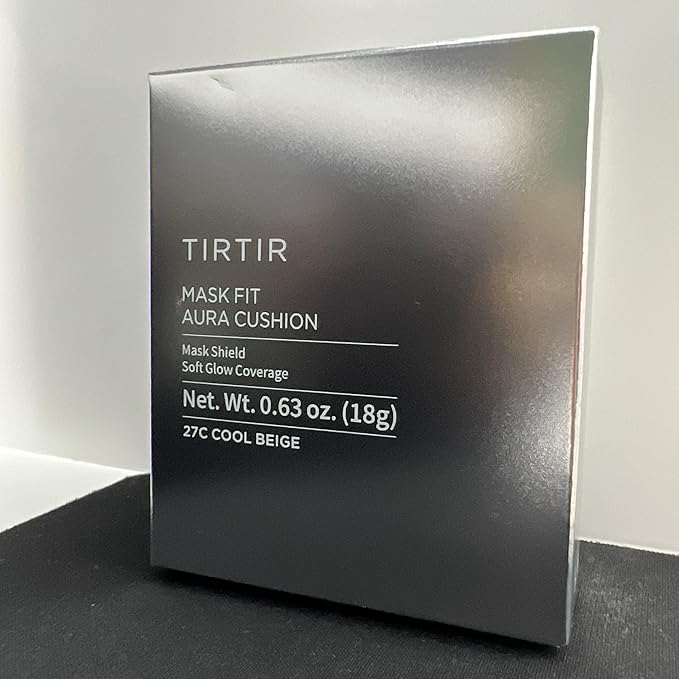 TIRTIR
MASK FIT
AURA CUSHION
Mask Shield
Soft Glow Coverage
Net. Wt. 0.63 oz. (18g)
27C COOL BEIGE